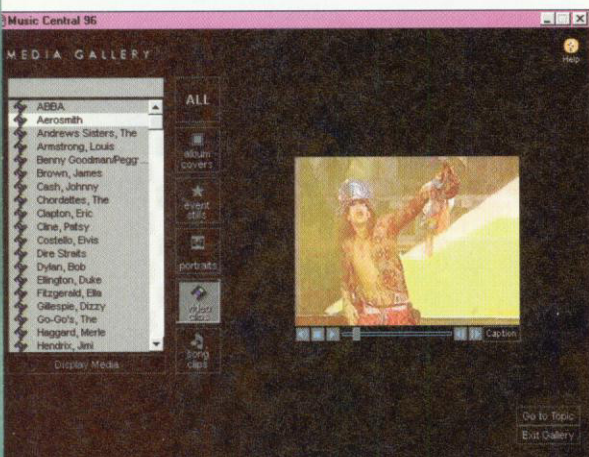 Music Central 96
MEDIA GALLERY
Help
ABBA
Aerosmith
Andrews Sisters, The
Armstrong, Louis
Benny Goodman/Peggy ...
Brown, James
Cash, Johnny
Chordettes, The
Clapton, Eric
Cline, Patsy
Costello, Elvis
Dire Straits
Dylan, Bob
Ellington, Duke
Fitzgerald, Ella
Gillespie, Dizzy
Go-Go's, The
Haggard, Merle
Hendrix, Jimi
Display Media
ALL
album
covers
event
stills
portraits
video
clips
song
clips
Caption
Go to Topic
Exit Gallery